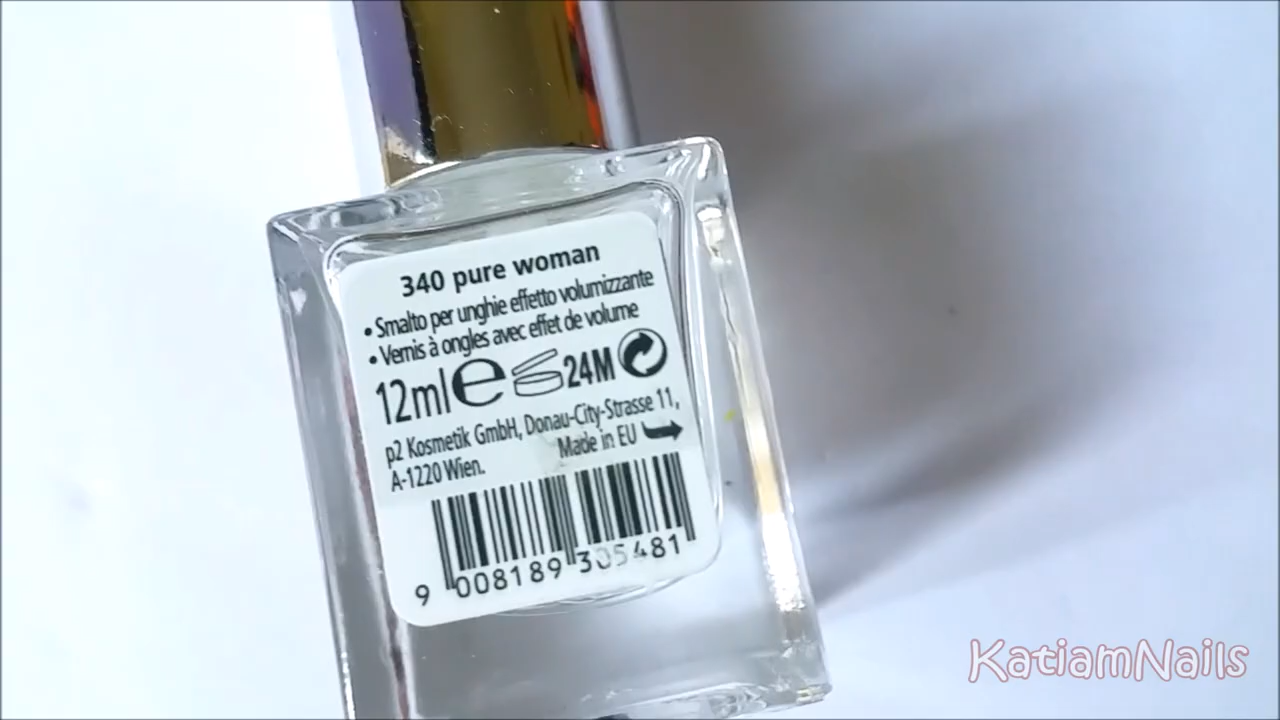 340 pure woman
• Smalto per unghie effetto volumizzante
• Vernis à ongles avec effet de volume
12ml e 24M
p2 Kosmetik GmbH, Donau-City-Strasse 11,
A-1220 Wien. Made in EU
9 008189 305481
KatiamNails